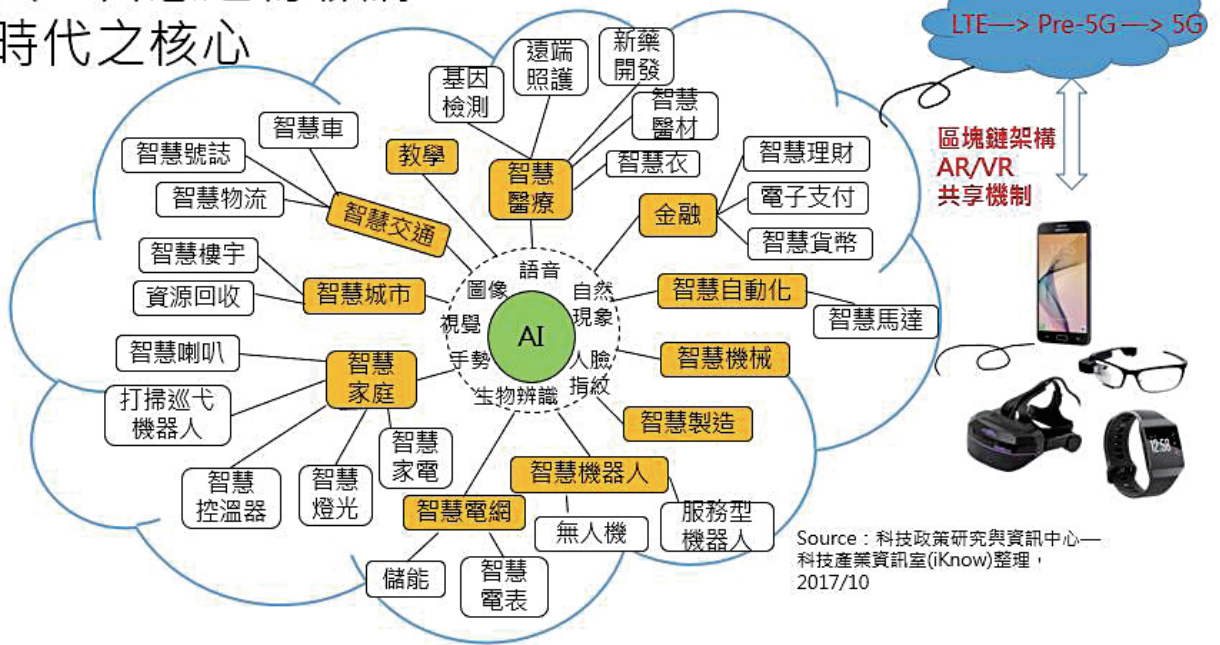 時代之核心
LTE—> Pre-5G —> 5G
區塊鏈架構
AR/VR
共享機制
基因
檢測
遠端
照護
新藥
開發
智慧
醫材
智慧衣
智慧
醫療
教學
智慧車
智慧號誌
智慧物流
智慧交通
智慧理財
電子支付
智慧貨幣
金融
智慧樓宇
資源回收
智慧城市
智慧自動化
智慧馬達
智慧機械
智慧製造
語音
圖像
自然
現象
視覺
AI
手勢
人臉
指紋
生物辨識
智慧喇叭
打掃巡弋
機器人
智慧
家庭
智慧
控溫器
智慧
燈光
智慧
家電
智慧電網
儲能
智慧
電表
智慧機器人
無人機
服務型
機器人
12:58
Source：科技政策研究與資訊中心—
科技產業資訊室(iKnow)整理，
2017/10